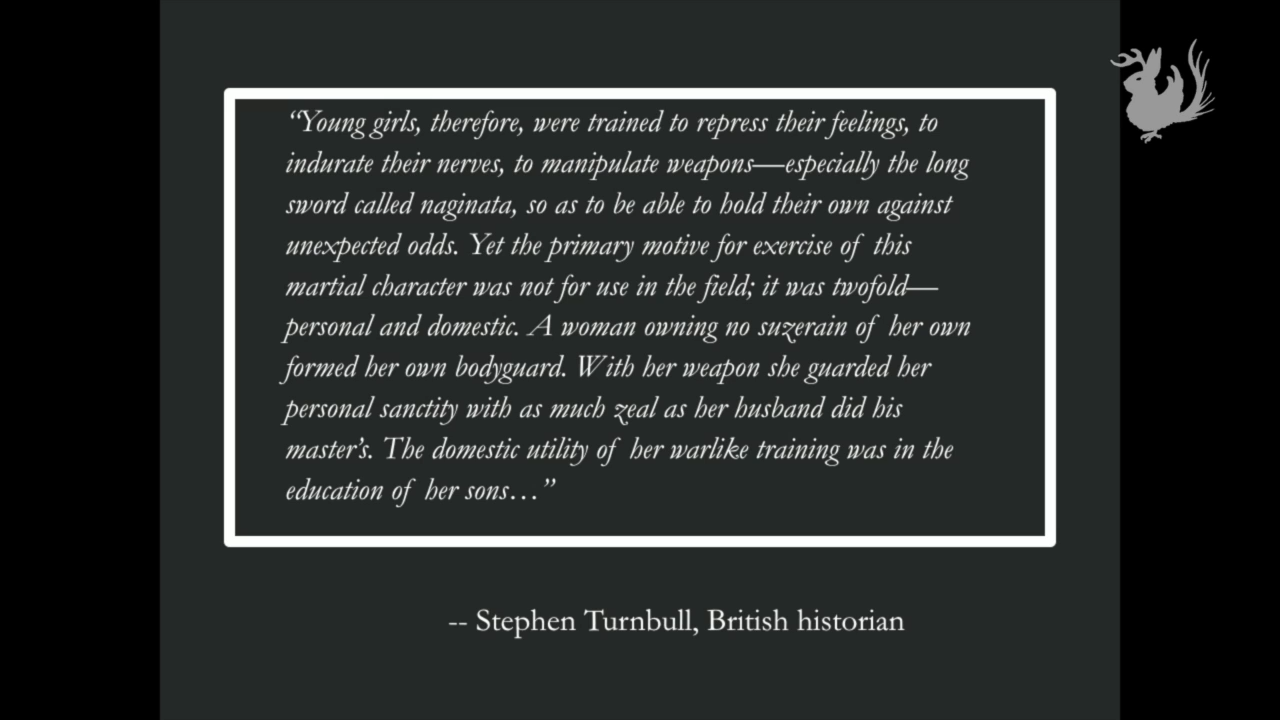 “Young girls, therefore, were trained to repress their feelings, to
indurate their nerves, to manipulate weapons—especially the long
sword called naginata, so as to be able to hold their own against
unexpected odds. Yet the primary motive for exercise of this
martial character was not for use in the field; it was twofold—
personal and domestic. A woman owning no suzerain of her own
formed her own bodyguard. With her weapon she guarded her
personal sanctity with as much zeal as her husband did his
master’s. The domestic utility of her warlike training was in the
education of her sons…”
-- Stephen Turnbull, British historian